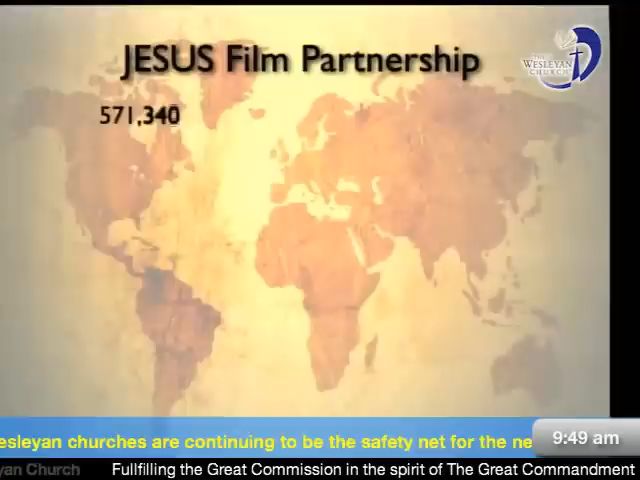 JESUS Film Partnership
THE
WESLEYAN
CHURCH
571,340
esleyan churches are continuing to be the safety net for the ne
9:49 am
yan Church
Fullfilling the Great Commission in the spirit of The Great Commandment